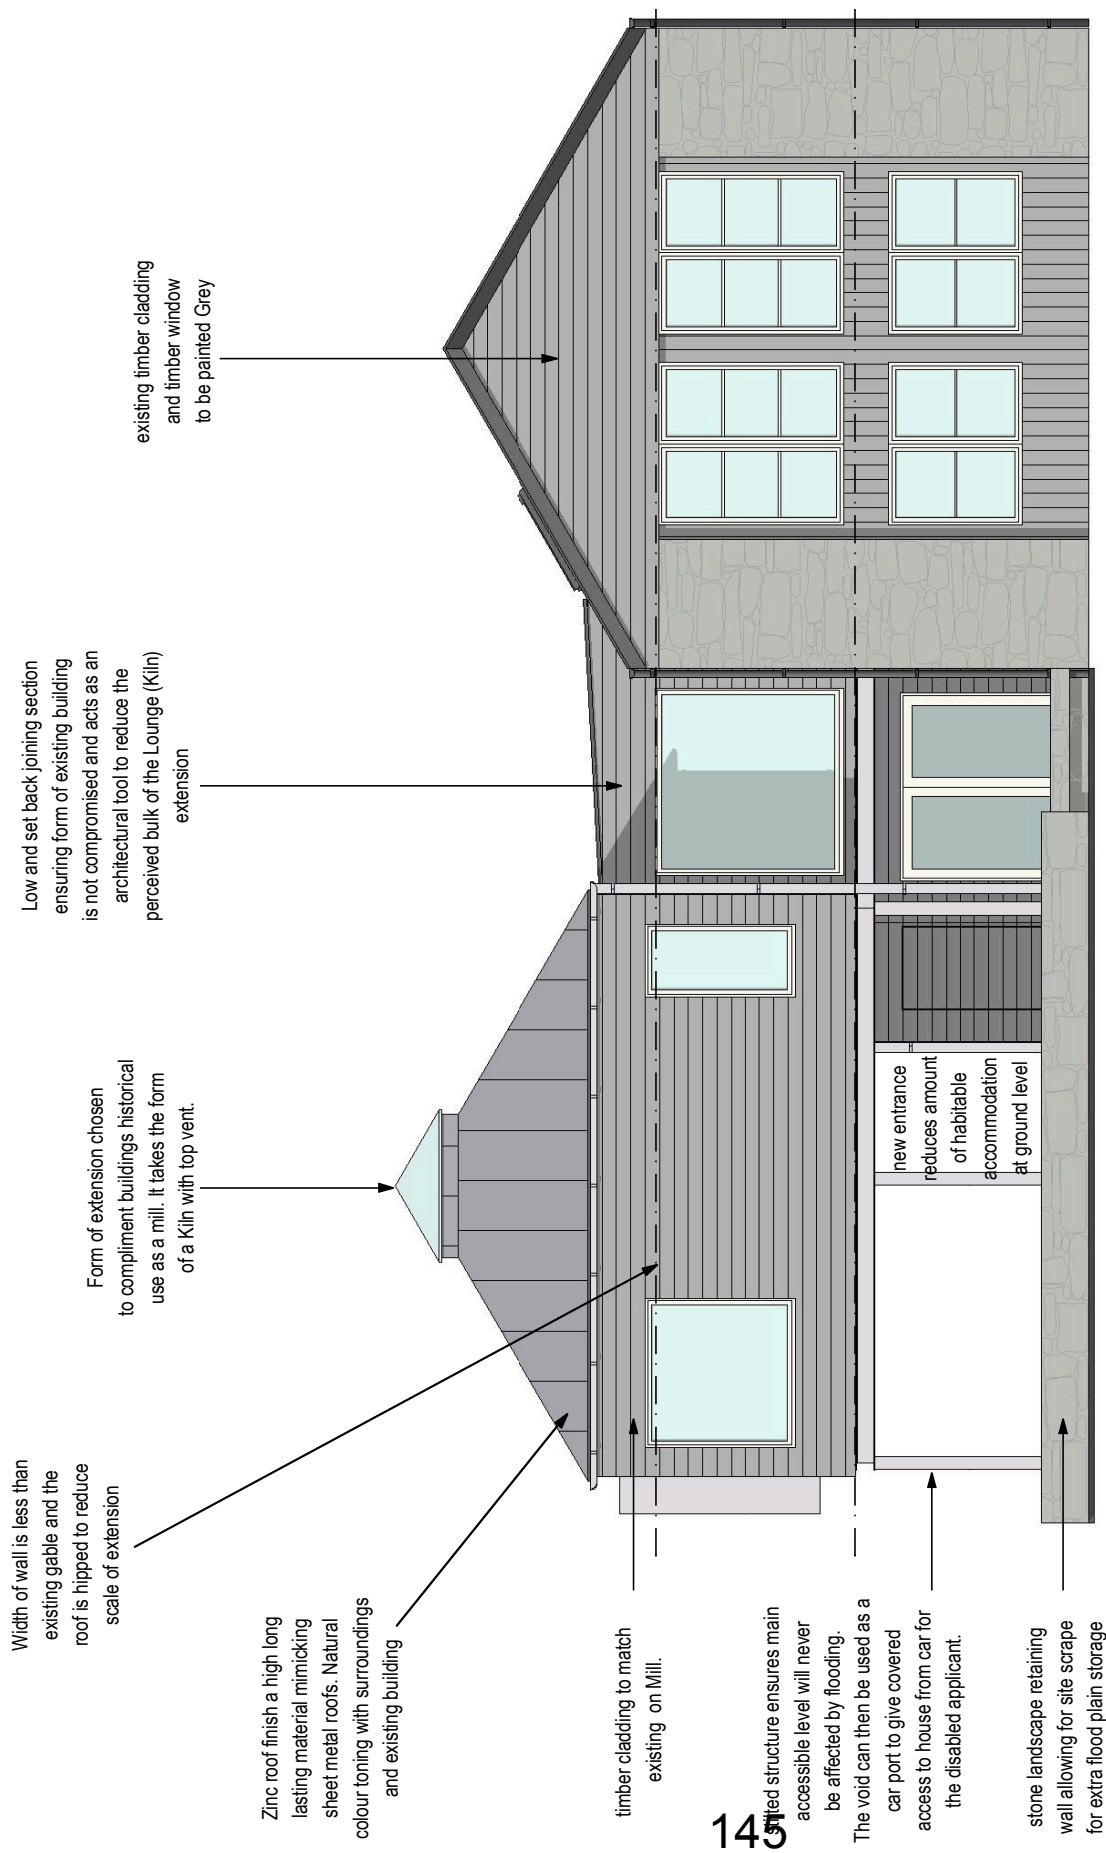 Width of wall is less than
existing gable and the
roof is hipped to reduce
scale of extension
Form of extension chosen
to compliment buildings historical
use as a mill. It takes the form
of a Kiln with top vent.
Low and set back joining section
ensuring form of existing building
is not compromised and acts as an
architectural tool to reduce the
perceived bulk of the Lounge (Kiln)
extension
existing timber cladding
and timber window
to be painted Grey
Zinc roof finish a high long
lasting material mimicking
sheet metal roofs. Natural
colour toning with surroundings
and existing building
timber cladding to match
existing on Mill.
stilted structure ensures main
accessible level will never
be affected by flooding.
The void can then be used as a
car port to give covered
access to house from car for
the disabled applicant.
new entrance
reduces amount
of habitable
accommodation
at ground level
stone landscape retaining
wall allowing for site scrape
for extra flood plain storage
145